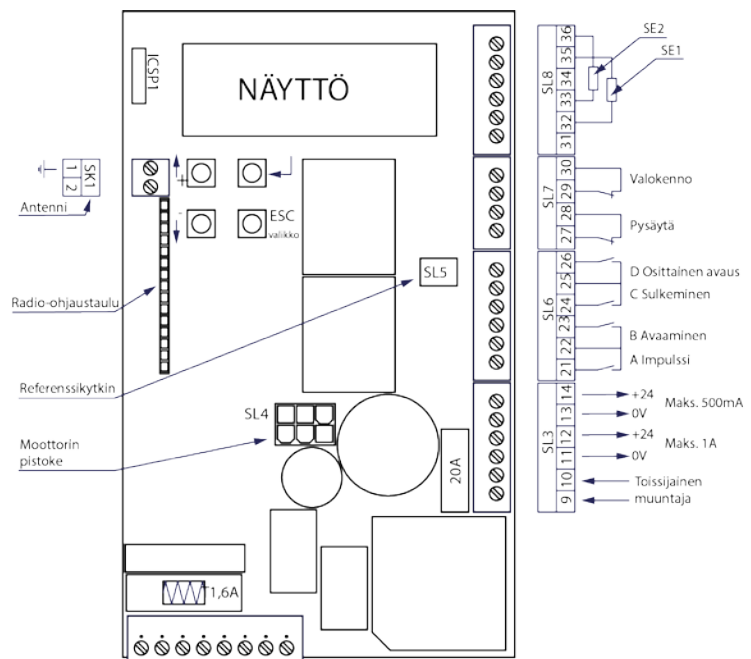 ICSP1
NÄYTTÖ
SK1
1
2
Antenni
+
-
ESC
valikko
Radio-ohjaustaulu
SL5
Referenssikytkin
SL4
Moottorin
pistoke
20A
1,6A
SL8
36
35
34
33
32
31
SE2
SE1
SL7
30
29
28
27
Valokenno
Pysäytä
SL6
26
25
24
23
22
21
D Osittainen avaus
C Sulkeminen
B Avaaminen
A Impulssi
SL3
14
13
12
11
10
9
+24
0V
Maks. 500mA
+24
0V
Maks. 1A
Toissijainen
muuntaja